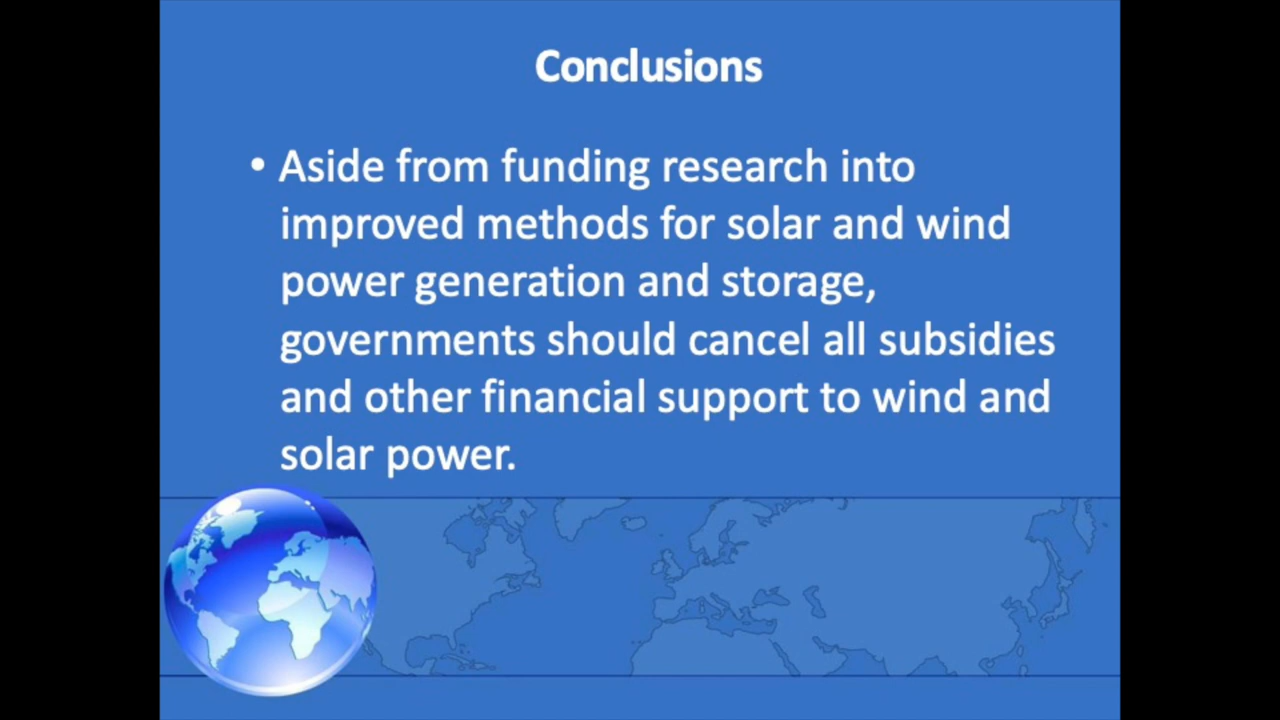 Conclusions
• Aside from funding research into
improved methods for solar and wind
power generation and storage,
governments should cancel all subsidies
and other financial support to wind and
solar power.